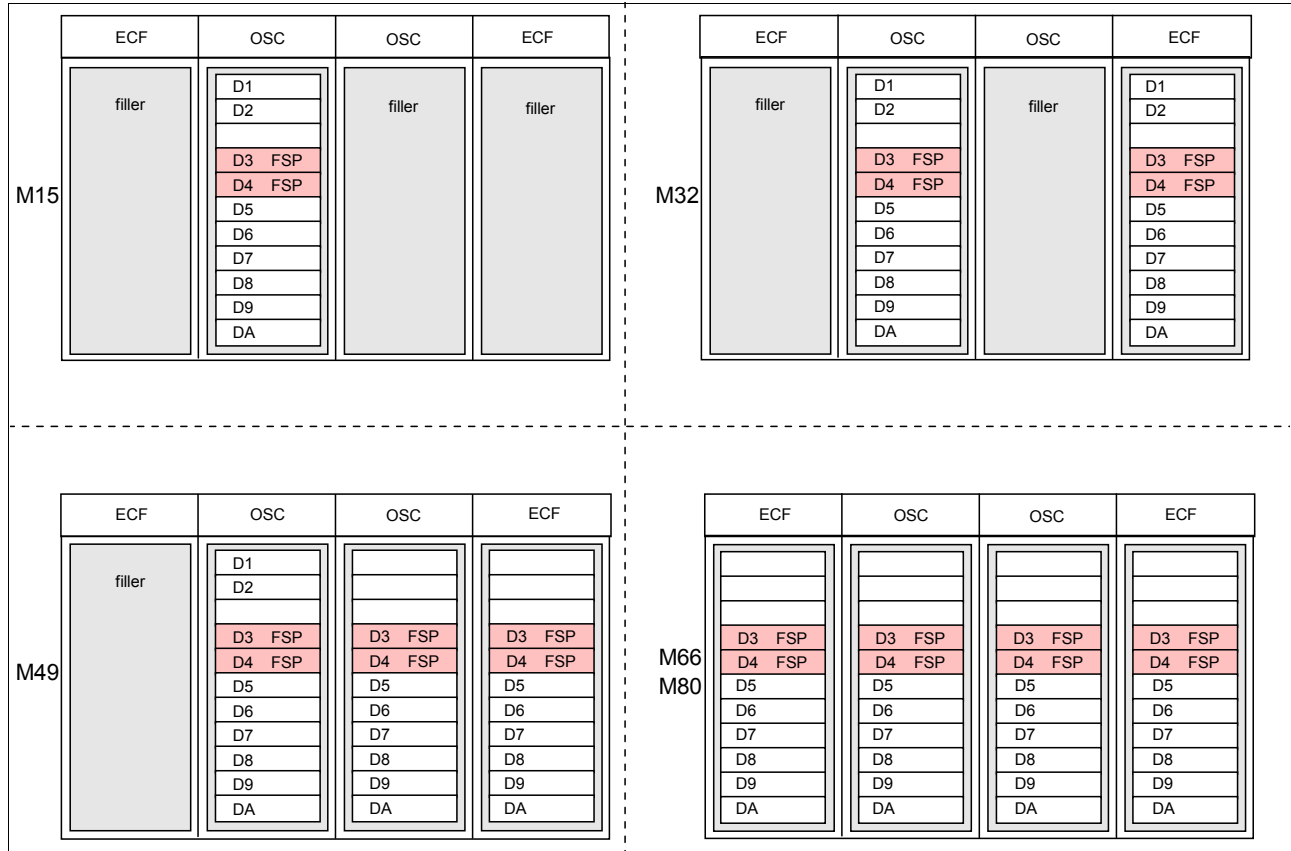 ECF OSC OSC ECF
filler
D1
D2
D3 FSP
D4 FSP
D5
D6
D7
D8
D9
DA
filler
filler
M15
ECF OSC OSC ECF
filler
D1
D2
D3 FSP
D4 FSP
D5
D6
D7
D8
D9
DA
filler
D1
D2
D3 FSP
D4 FSP
D5
D6
D7
D8
D9
DA
M32
ECF OSC OSC ECF
filler
D1
D2
D3 FSP
D4 FSP
D5
D6
D7
D8
D9
DA
D3 FSP
D4 FSP
D5
D6
D7
D8
D9
DA
D3 FSP
D4 FSP
D5
D6
D7
D8
D9
DA
M49
ECF OSC OSC ECF
D3 FSP
D4 FSP
D5
D6
D7
D8
D9
DA
D3 FSP
D4 FSP
D5
D6
D7
D8
D9
DA
D3 FSP
D4 FSP
D5
D6
D7
D8
D9
DA
D3 FSP
D4 FSP
D5
D6
D7
D8
D9
DA
M66
M80